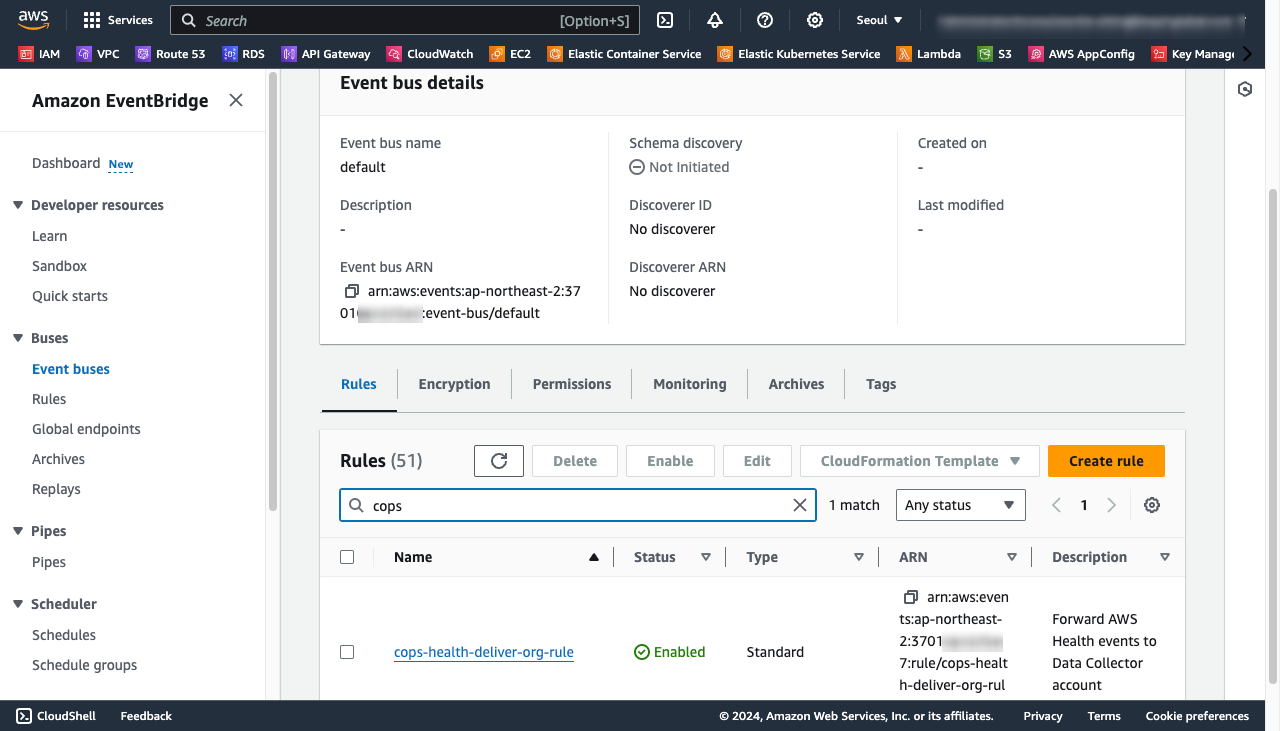 aws
Services
Search
[Option+S]
Seoul
IAM
VPC
Route 53
RDS
API Gateway
CloudWatch
EC2
Elastic Container Service
Elastic Kubernetes Service
Lambda
S3
AWS AppConfig
Key Manage
Amazon EventBridge
Dashboard New
Developer resources
Learn
Sandbox
Quick starts
Buses
Event buses
Rules
Global endpoints
Archives
Replays
Pipes
Pipes
Scheduler
Schedules
Schedule groups
Event bus details
Event bus name
default
Description
-
Event bus ARN
arn:aws:events:ap-northeast-2:37
:event-bus/default
Schema discovery
Not Initiated
Discoverer ID
No discoverer
Discoverer ARN
No discoverer
Created on
-
Last modified
-
Rules
Encryption
Permissions
Monitoring
Archives
Tags
Rules (51)
Delete
Enable
Edit
CloudFormation Template
Create rule
cops
1 match
Any status
1
Name
Status
Type
ARN
Description
cops-health-deliver-org-rule
Enabled
Standard
arn:aws:even
ts:ap-northeast-
2:3701
7:rule/cops-healt
h-deliver-org-rul
Forward AWS
Health events to
Data Collector
account
CloudShell
Feedback
© 2024, Amazon Web Services, Inc. or its affiliates.
Privacy
Terms
Cookie preferences